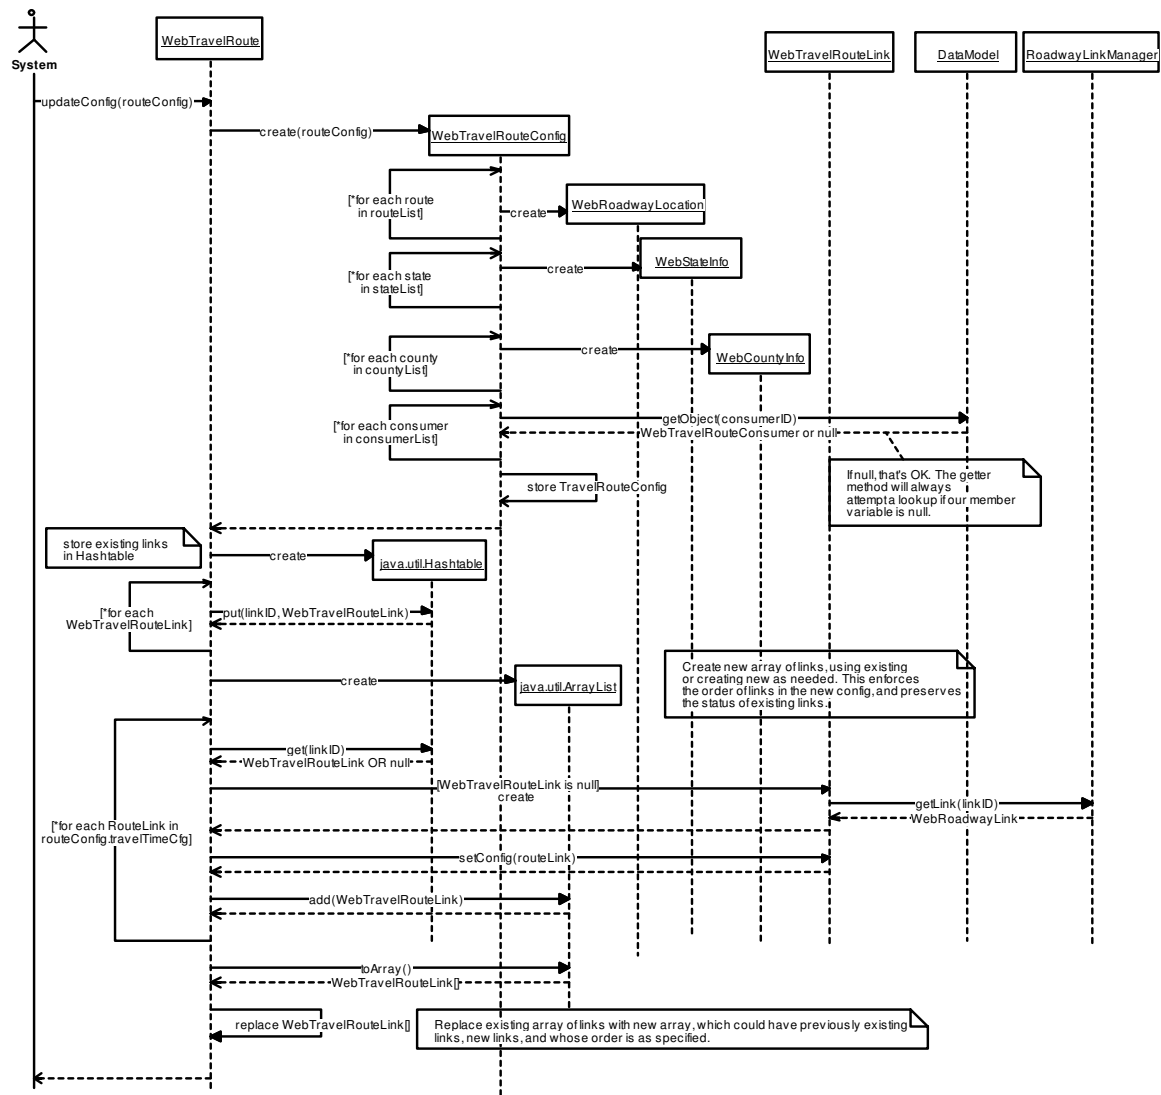 System
WebTravelRoute
WebTravelRouteLink
DataModel
RoadwayLinkManager
updateConfig(routeConfig)
create(routeConfig)
WebTravelRouteConfig
[*for each route
in routeList]
create
WebRoadwayLocation
[*for each state
in stateList]
create
WebStateInfo
[*for each county
in countyList]
create
WebCountyInfo
[*for each consumer
in consumerList]
getObject(consumerID)
WebTravelRouteConsumer or null
If null, that's OK. The getter
method will always
attempt a lookup if our member
variable is null.
store TravelRouteConfig
store existing links
in Hashtable
create
java.util.Hashtable
[*for each
WebTravelRouteLink]
put(linkID, WebTravelRouteLink)
create
java.util.ArrayList
Create new array of links, using existing
or creating new as needed. This enforces
the order of links in the new config, and preserves
the status of existing links.
get(linkID)
WebTravelRouteLink OR null
[WebTravelRouteLink is null]
create
getLink(linkID)
WebRoadwayLink
[*for each RouteLink in
routeConfig.travelTimeCfg]
setConfig(routeLink)
add(WebTravelRouteLink)
toArray()
WebTravelRouteLink[]
replace WebTravelRouteLink[]
Replace existing array of links with new array, which could have previously existing
links, new links, and whose order is as specified.